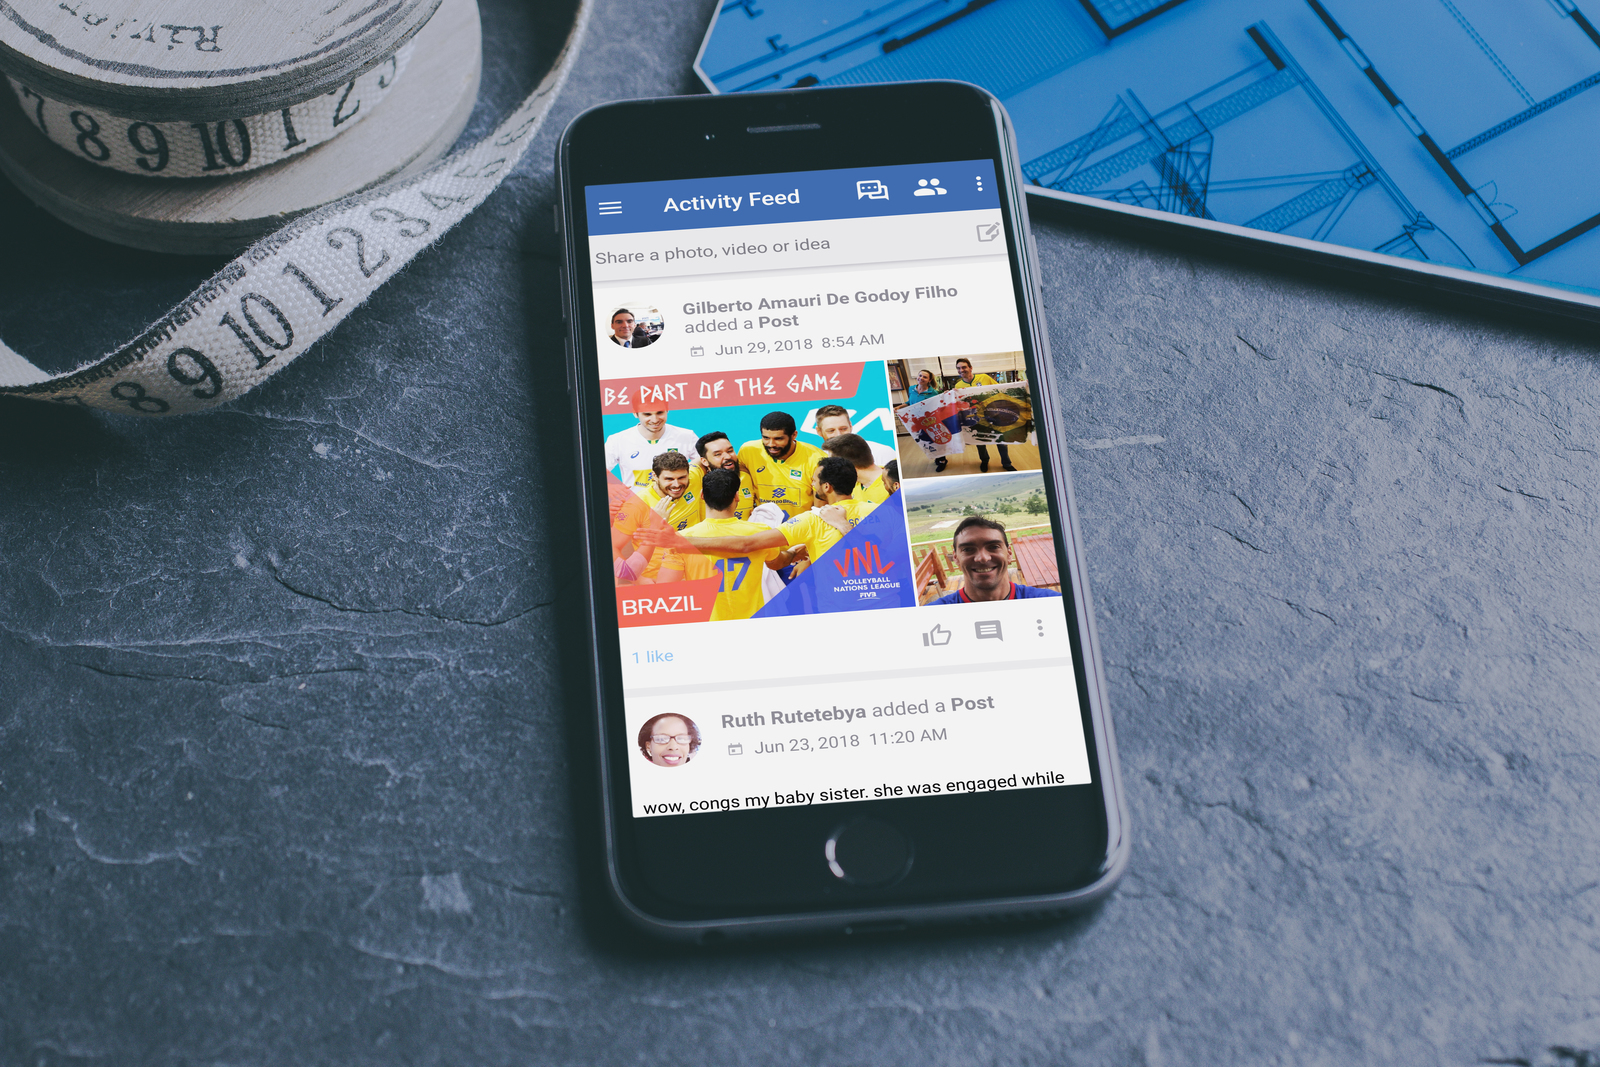 Rivièr
7 8 9 10 1 2 3
8 9 10 1 2 3 4 5 6
Activity Feed
Share a photo, video or idea
Gilberto Amauri De Godoy Filho
added a Post
Jun 29, 2018 8:54 AM
BE PART OF THE GAME
17
VNL
VOLLEYBALL
NATIONS LEAGUE
FIVB
BRAZIL
1 like
Ruth Rutetebya added a Post
Jun 23, 2018 11:20 AM
wow, congs my baby sister. she was engaged while